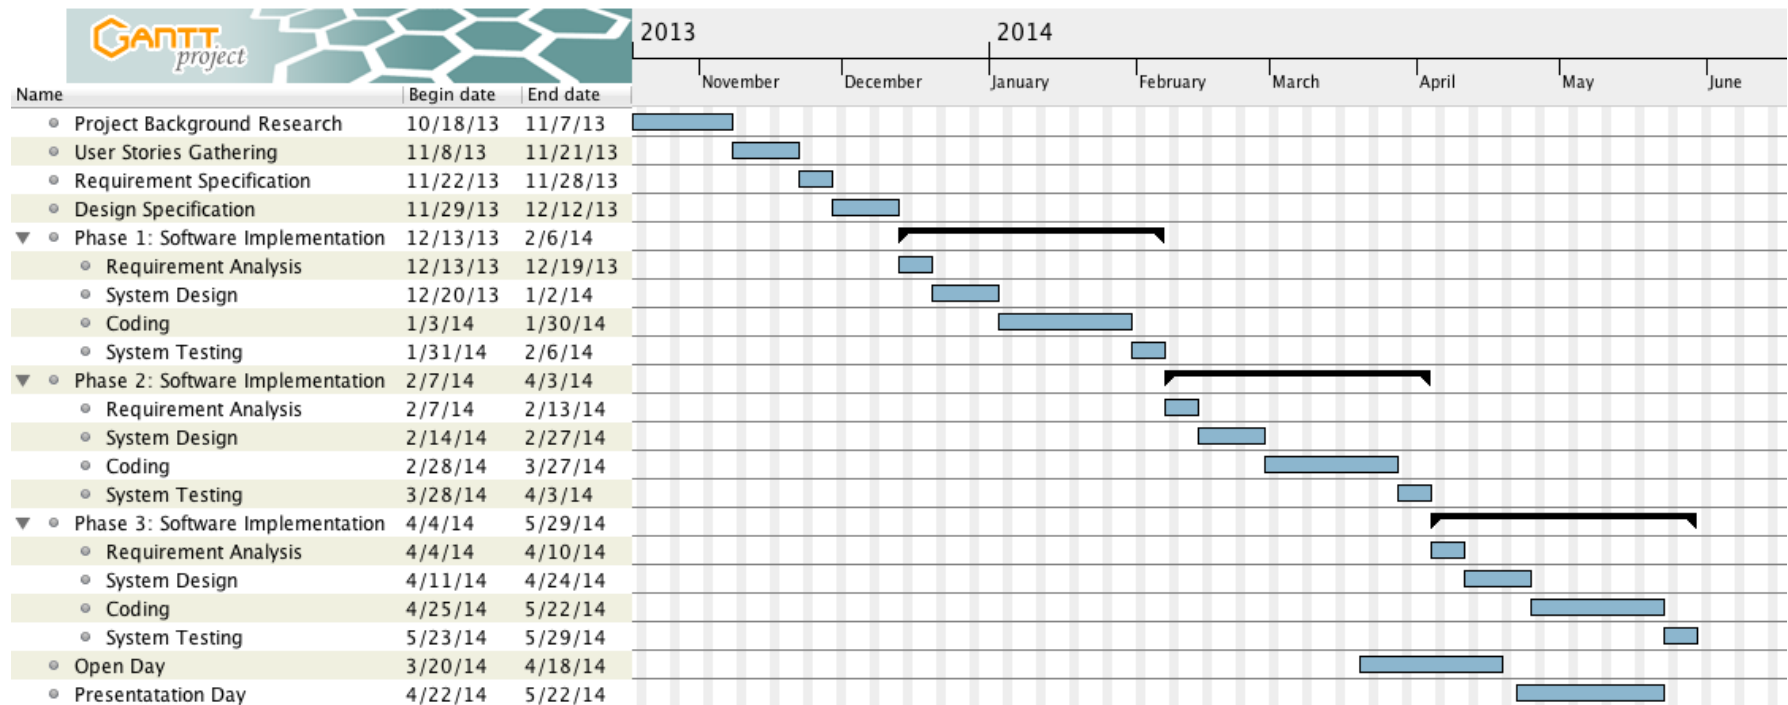 GANTT
project
2013 2014
November December January February March April May June
Name Begin date End date
Project Background Research 10/18/13 11/7/13
User Stories Gathering 11/8/13 11/21/13
Requirement Specification 11/22/13 11/28/13
Design Specification 11/29/13 12/12/13
Phase 1: Software Implementation 12/13/13 2/6/14
Requirement Analysis 12/13/13 12/19/13
System Design 12/20/13 1/2/14
Coding 1/3/14 1/30/14
System Testing 1/31/14 2/6/14
Phase 2: Software Implementation 2/7/14 4/3/14
Requirement Analysis 2/7/14 2/13/14
System Design 2/14/14 2/27/14
Coding 2/28/14 3/27/14
System Testing 3/28/14 4/3/14
Phase 3: Software Implementation 4/4/14 5/29/14
Requirement Analysis 4/4/14 4/10/14
System Design 4/11/14 4/24/14
Coding 4/25/14 5/22/14
System Testing 5/23/14 5/29/14
Open Day 3/20/14 4/18/14
Presentatation Day 4/22/14 5/22/14